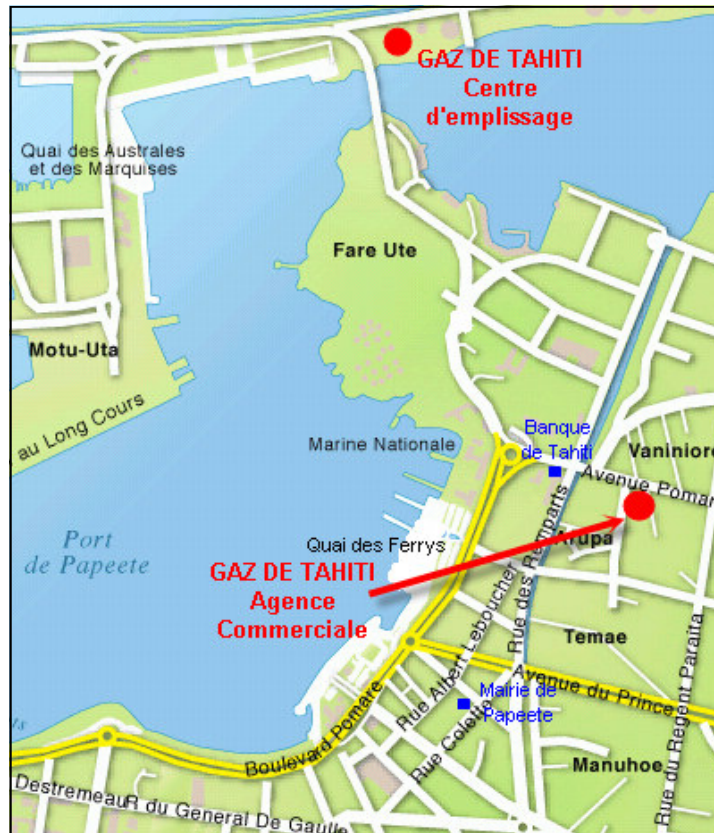 GAZ DE TAHITI
Centre
d'emplissage
Quai des Australes
et des Marquises
Fare Ute
Motu-Uta
au Long Cours
Marine Nationale
Banque
de Tahiti
Vaniniore
Avenue Pomar
Port
de Papeete
Quai des Ferrys
Arupa
GAZ DE TAHITI
Agence
Commerciale
Rue des Remparts
Rue Albert Leboucher
Temae
Avenue du Prince
Rue du Regent Paraita
Mairie de
Papeete
Rue Colette
Boulevard Pomare
Manuhoe
Destremeau
R du General De Gaulle